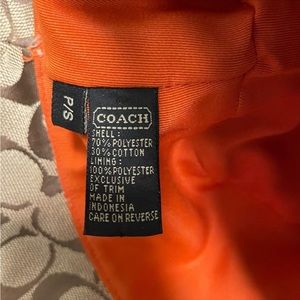 P/S
COACH
SHELL:
70% POLYESTER
30% COTTON
LINING:
100% POLYESTER
EXCLUSIVE
OF TRIM
MADE IN
INDONESIA
CARE ON REVERSE